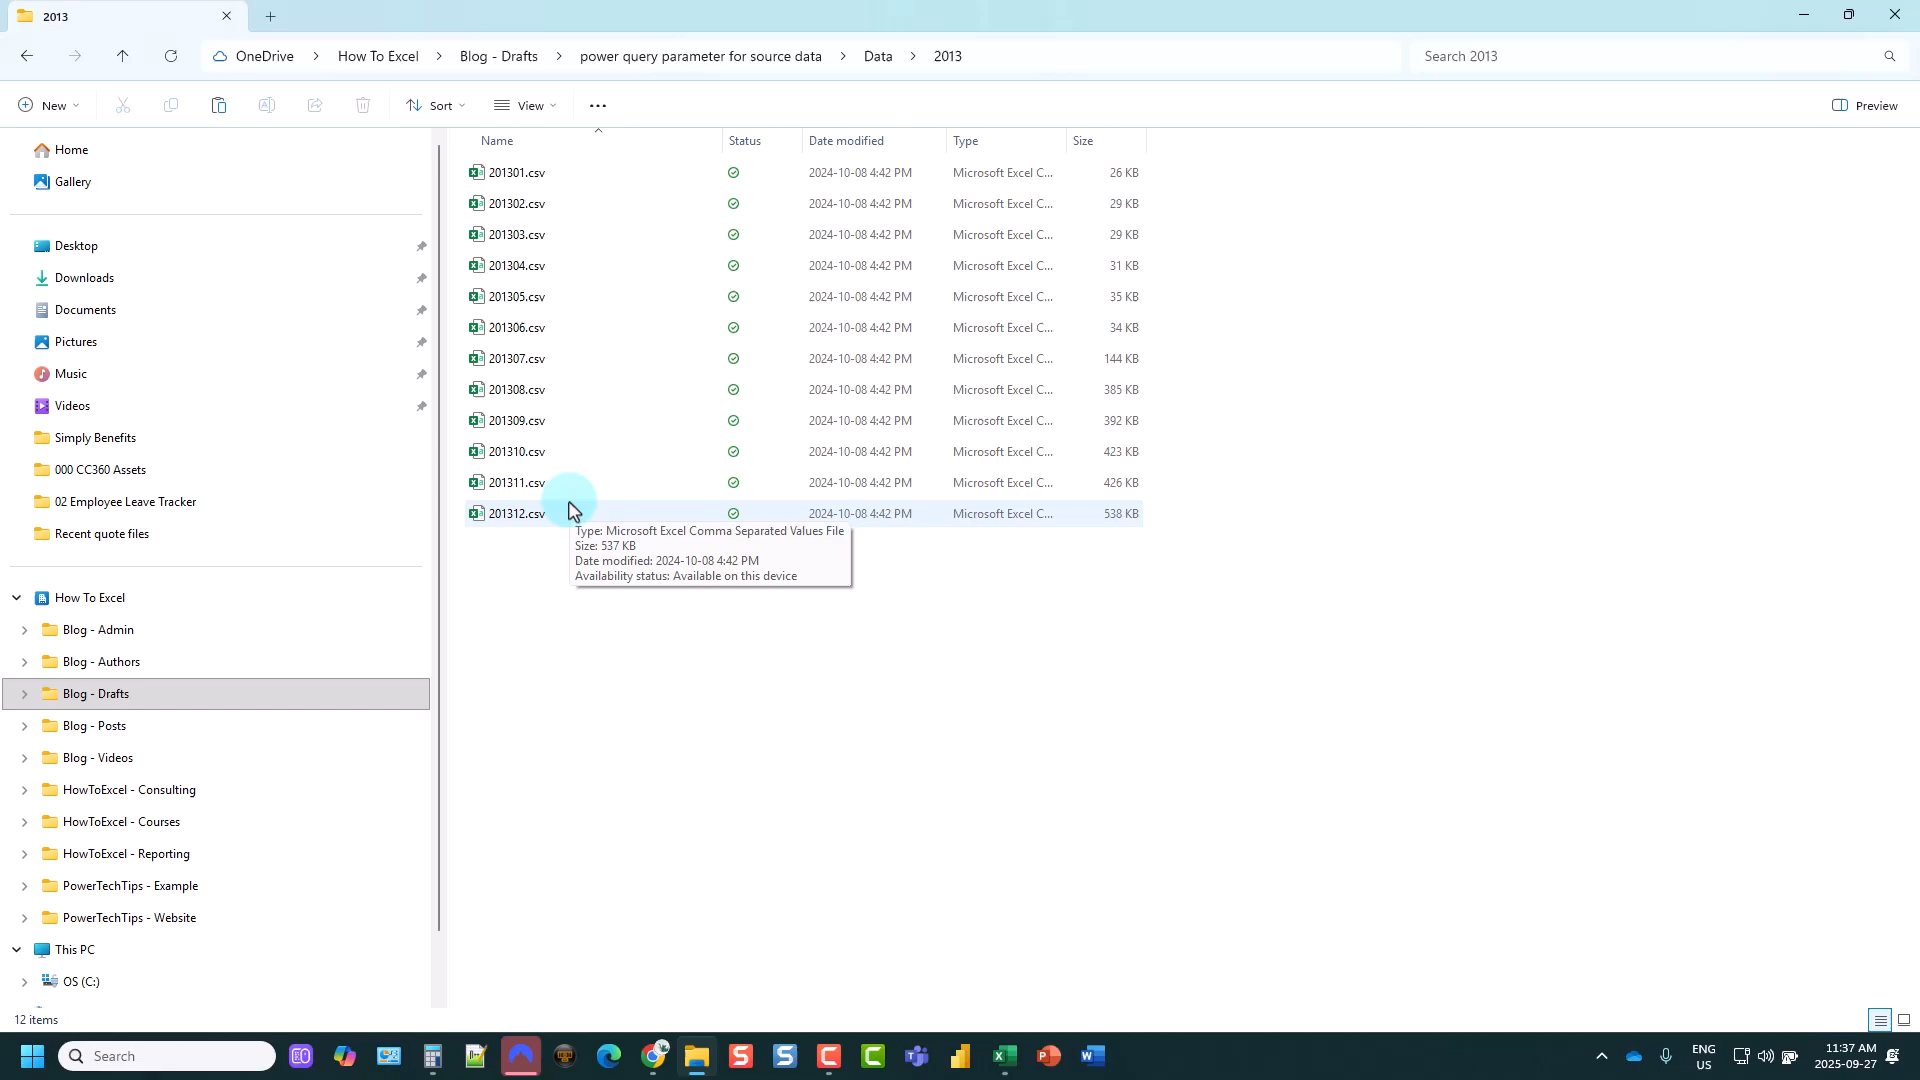 2013
OneDrive > How To Excel > Blog - Drafts > power query parameter for source data > Data > 2013
Search 2013
New
Sort
View
Preview
Home
Gallery
Desktop
Downloads
Documents
Pictures
Music
Videos
Simply Benefits
000 CC360 Assets
02 Employee Leave Tracker
Recent quote files
How To Excel
Blog - Admin
Blog - Authors
Blog - Drafts
Blog - Posts
Blog - Videos
HowToExcel - Consulting
HowToExcel - Courses
HowToExcel - Reporting
PowerTechTips - Example
PowerTechTips - Website
This PC
OS (C:)
Name Status Date modified Type Size
201301.csv 2024-10-08 4:42 PM Microsoft Excel C... 26 KB
201302.csv 2024-10-08 4:42 PM Microsoft Excel C... 29 KB
201303.csv 2024-10-08 4:42 PM Microsoft Excel C... 29 KB
201304.csv 2024-10-08 4:42 PM Microsoft Excel C... 31 KB
201305.csv 2024-10-08 4:42 PM Microsoft Excel C... 35 KB
201306.csv 2024-10-08 4:42 PM Microsoft Excel C... 34 KB
201307.csv 2024-10-08 4:42 PM Microsoft Excel C... 144 KB
201308.csv 2024-10-08 4:42 PM Microsoft Excel C... 385 KB
201309.csv 2024-10-08 4:42 PM Microsoft Excel C... 392 KB
201310.csv 2024-10-08 4:42 PM Microsoft Excel C... 423 KB
201311.csv 2024-10-08 4:42 PM Microsoft Excel C... 426 KB
201312.csv 2024-10-08 4:42 PM Microsoft Excel C... 538 KB
Type: Microsoft Excel Comma Separated Values File
Size: 537 KB
Date modified: 2024-10-08 4:42 PM
Availability status: Available on this device
12 items
Search
ENG
US
11:37 AM
2025-09-27